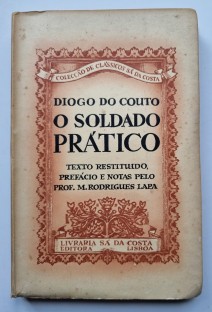 COLECÇÃO DE CLÁSSICOS SÁ DA COSTA
DIOGO DO COUTO
O SOLDADO
PRÁTICO
TEXTO RESTITUIDO,
PREFÁCIO E NOTAS PELO
PROF. M. RODRIGUES LAPA
LIVRARIA SÁ DA COSTA
EDITORA LISBOA